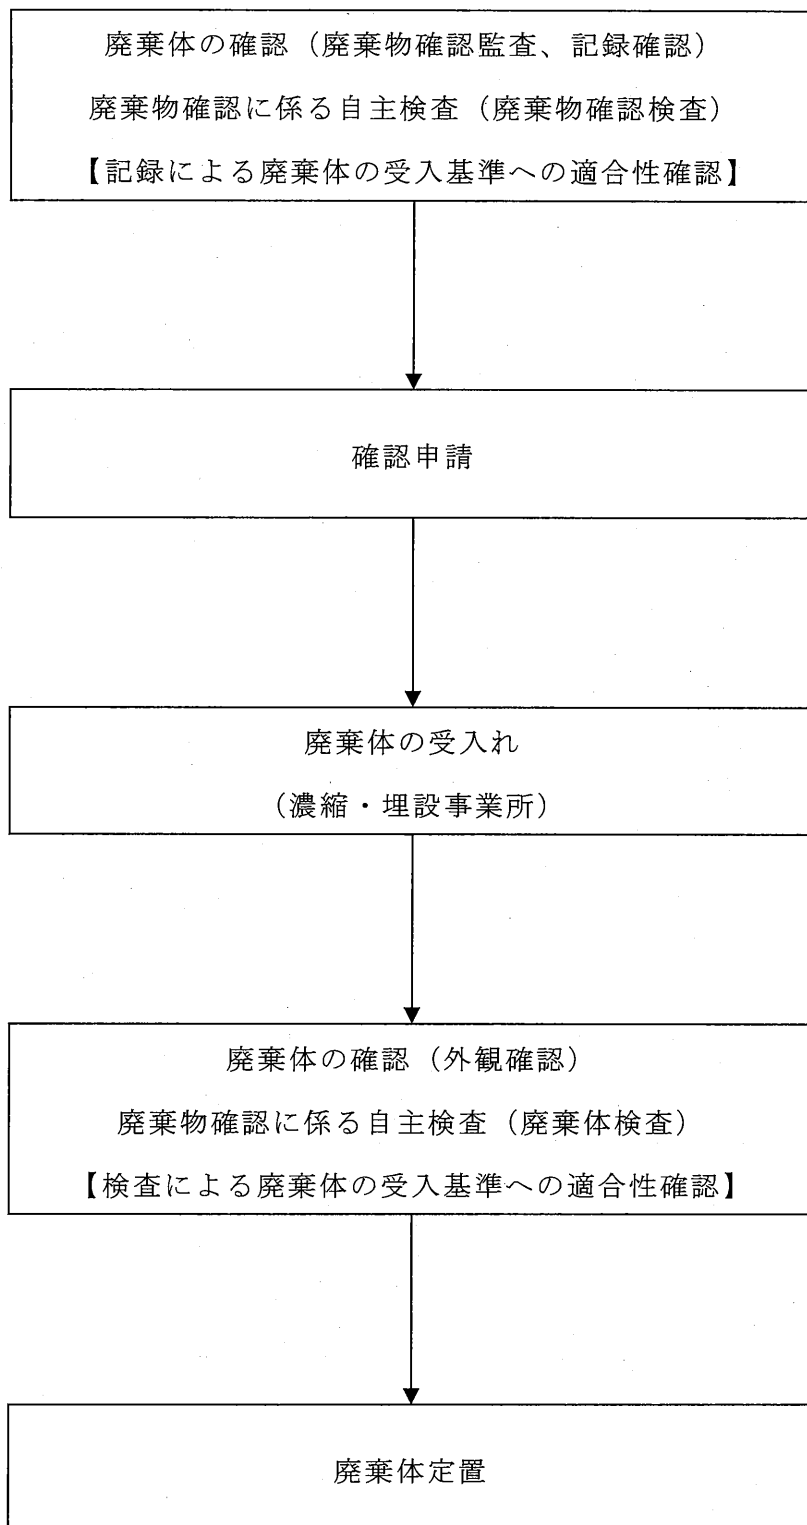 廃棄体の確認（廃棄物確認監査、記録確認）
廃棄物確認に係る自主検査（廃棄物確認検査）
【記録による廃棄体の受入基準への適合性確認】
確認申請
廃棄体の受入れ
（濃縮・埋設事業所）
廃棄体の確認（外観確認）
廃棄物確認に係る自主検査（廃棄体検査）
【検査による廃棄体の受入基準への適合性確認】
廃棄体定置